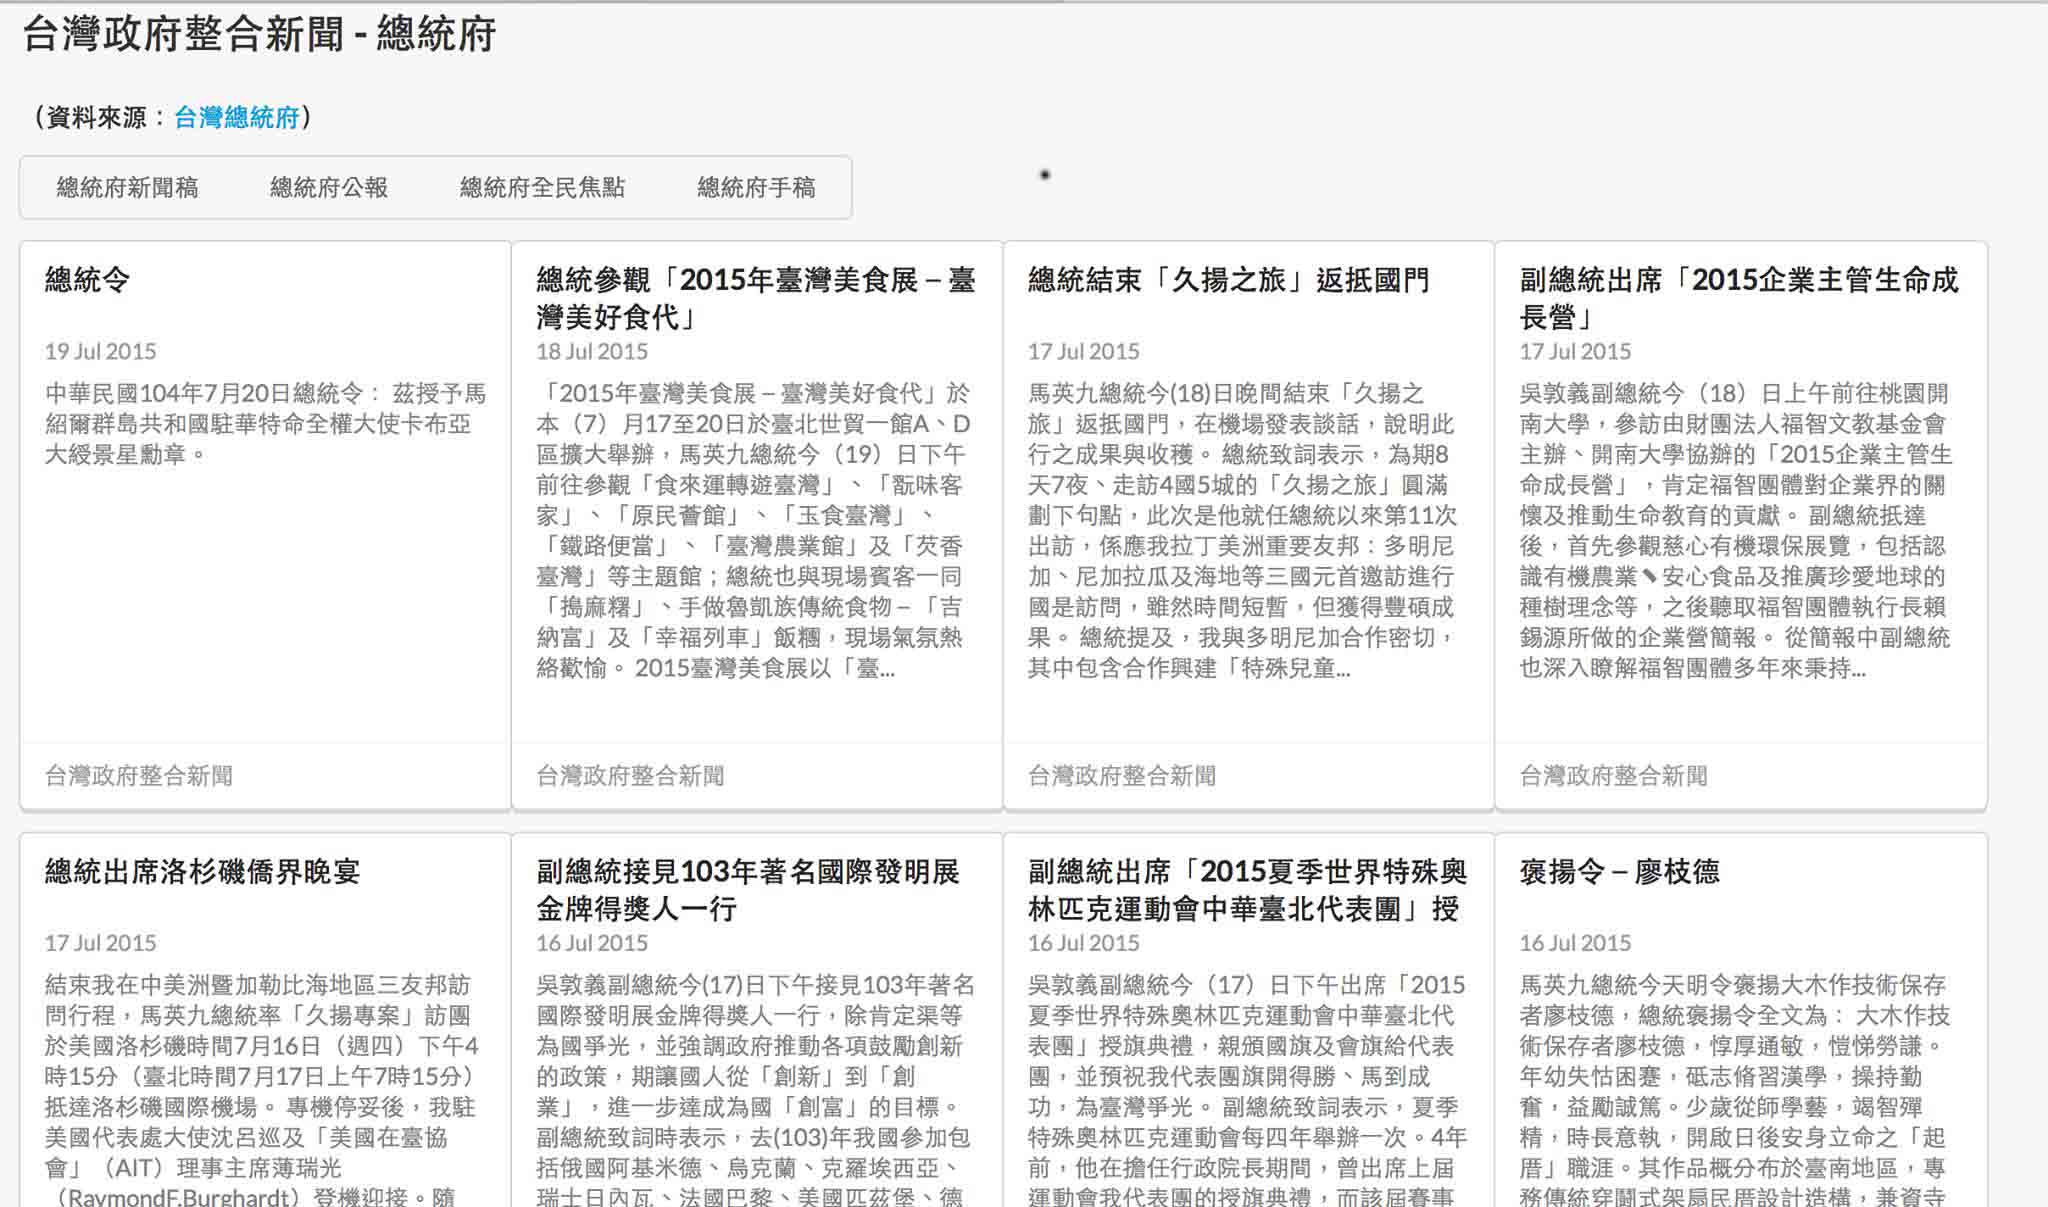 台灣政府整合新聞 - 總統府
（資料來源：台灣總統府）
總統府新聞稿
總統府公報
總統府全民焦點
總統府手稿
總統令
19 Jul 2015
中華民國104年7月20日總統令： 茲授予馬
紹爾群島共和國駐華特命全權大使卡布亞
大綬景星勳章。
台灣政府整合新聞
總統參觀「2015年臺灣美食展 – 臺
灣美好食代」
18 Jul 2015
「2015年臺灣美食展 – 臺灣美好食代」於
本（7）月17至20日於臺北世貿一館A、D
區擴大舉辦，馬英九總統今（19）日下午
前往參觀「食來運轉遊臺灣」、「翫味客
家」、「原民薈館」、「玉食臺灣」、
「鐵路便當」、「臺灣農業館」及「芡香
臺灣」等主題館；總統也與現場賓客一同
「搗麻糬」、手做魯凱族傳統食物 – 「吉
納富」及「幸福列車」飯糰，現場氣氛熱
絡歡愉。 2015臺灣美食展以「臺...
台灣政府整合新聞
總統結束「久揚之旅」返抵國門
17 Jul 2015
馬英九總統今(18)日晚間結束「久揚之
旅」返抵國門，在機場發表談話，說明此
行之成果與收穫。 總統致詞表示，為期8
天7夜、走訪4國5城的「久揚之旅」圓滿
劃下句點，此次是他就任總統以來第11次
出訪，係應我拉丁美洲重要友邦：多明尼
加、尼加拉瓜及海地等三國元首邀訪進行
國是訪問，雖然時間短暫，但獲得豐碩成
果。 總統提及，我與多明尼加合作密切，
其中包含合作興建「特殊兒童...
台灣政府整合新聞
副總統出席「2015企業主管生命成
長營」
17 Jul 2015
吳敦義副總統今（18）日上午前往桃園開
南大學，參訪由財團法人福智文教基金會
主辦、開南大學協辦的「2015企業主管生
命成長營」，肯定福智團體對企業界的關
懷及推動生命教育的貢獻。 副總統抵達
後，首先參觀慈心有機環保展覽，包括認
識有機農業、安心食品及推廣珍愛地球的
種樹理念等，之後聽取福智團體執行長賴
錫源所做的企業營簡報。 從簡報中副總統
也深入瞭解福智團體多年來秉持...
台灣政府整合新聞
總統出席洛杉磯僑界晚宴
17 Jul 2015
結束我在中美洲暨加勒比海地區三友邦訪
問行程，馬英九總統率「久揚專案」訪團
於美國洛杉磯時間7月16日（週四）下午4
時15分（臺北時間7月17日上午7時15分）
抵達洛杉磯國際機場。 專機停妥後，我駐
美國代表處大使沈呂巡及「美國在臺協
會」（AIT）理事主席薄瑞光
（RaymondF.Burghardt）登機迎接。隨
副總統接見103年著名國際發明展
金牌得獎人一行
16 Jul 2015
吳敦義副總統今(17)日下午接見103年著名
國際發明展金牌得獎人一行，除肯定渠等
為國爭光，並強調政府推動各項鼓勵創新
的政策，期讓國人從「創新」到「創
業」，進一步達成為國「創富」的目標。
副總統致詞時表示，去(103)年我國參加包
括俄國阿基米德、烏克蘭、克羅埃西亞、
瑞士日內瓦、法國巴黎、美國匹茲堡、德
副總統出席「2015夏季世界特殊奧
林匹克運動會中華臺北代表團」授
16 Jul 2015
吳敦義副總統今（17）日下午出席「2015
夏季世界特殊奧林匹克運動會中華臺北代
表團」授旗典禮，親頒國旗及會旗給代表
團，並預祝我代表團旗開得勝、馬到成
功，為臺灣爭光。 副總統致詞表示，夏季
特殊奧林匹克運動會每四年舉辦一次。4年
前，他在擔任行政院長期間，曾出席上屆
運動會我代表團的授旗典禮，而該屆賽事
褒揚令 – 廖枝德
16 Jul 2015
馬英九總統今天明令褒揚大木作技術保存
者廖枝德，總統褒揚令全文為： 大木作技
術保存者廖枝德，惇厚通敏，愷悌勞謙。
年幼失怙困蹇，砥志脩習漢學，操持勤
奮，益勵誠篤。少歲從師學藝，竭智殫
精，時長意執，開啟日後安身立命之「起
厝」職涯。其作品概分布於臺南地區，專
務傳統穿鬭式架扇民厝設計造構，兼資寺